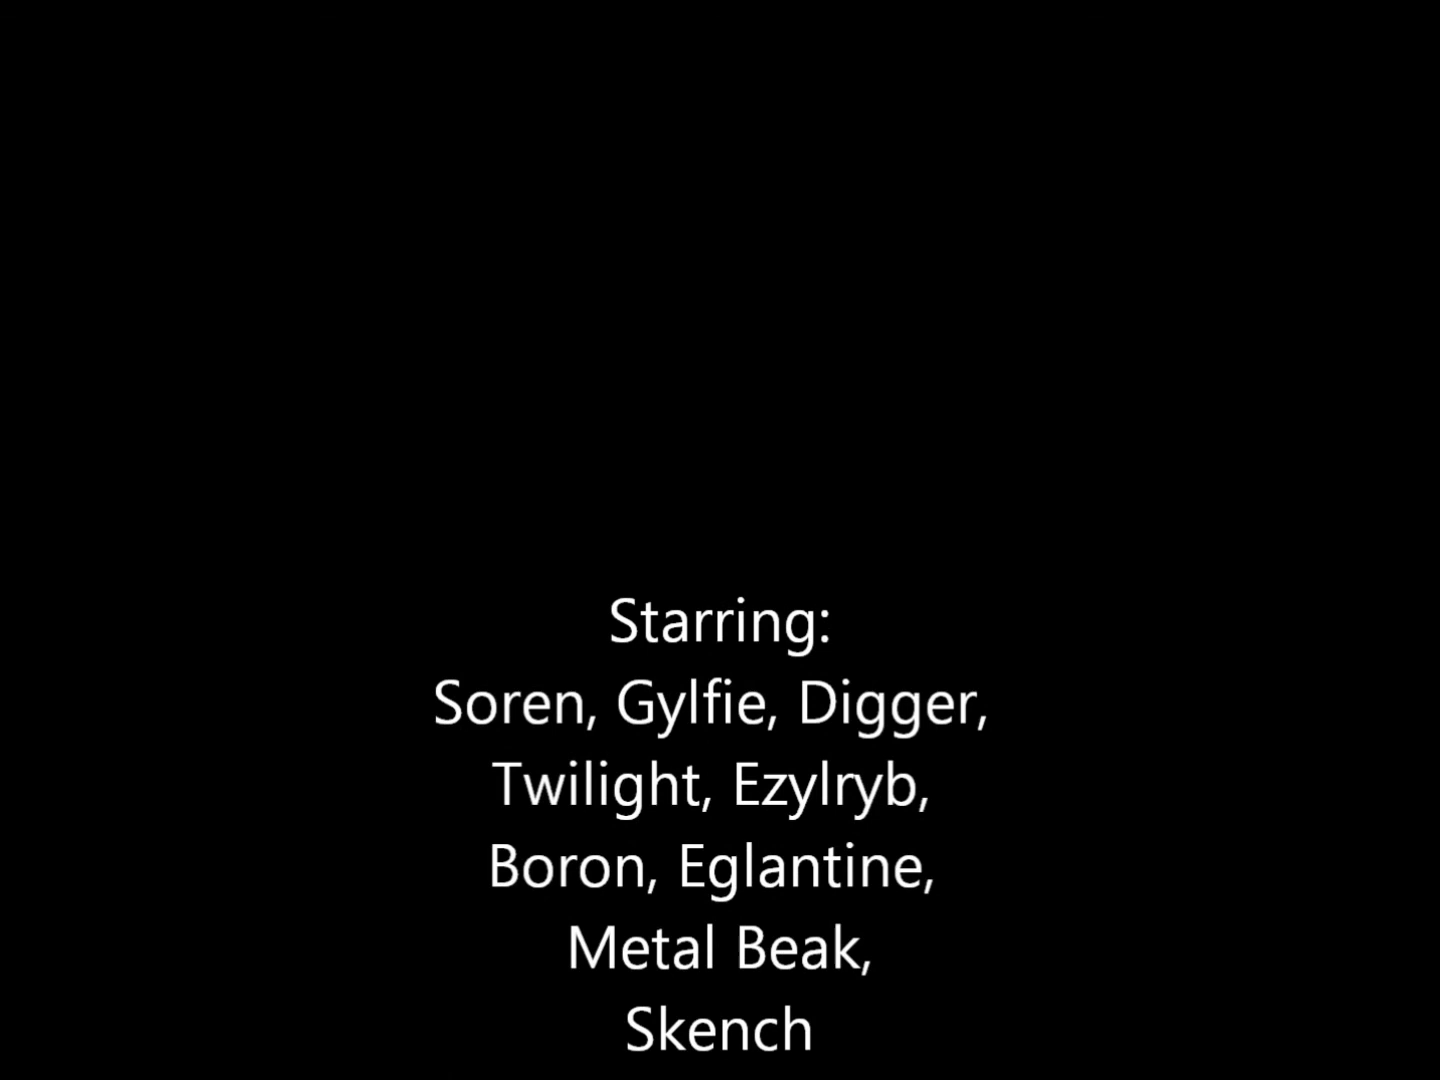 Starring:
Soren, Gylfie, Digger,
Twilight, Ezylryb,
Boron, Eglantine,
Metal Beak,
Skench